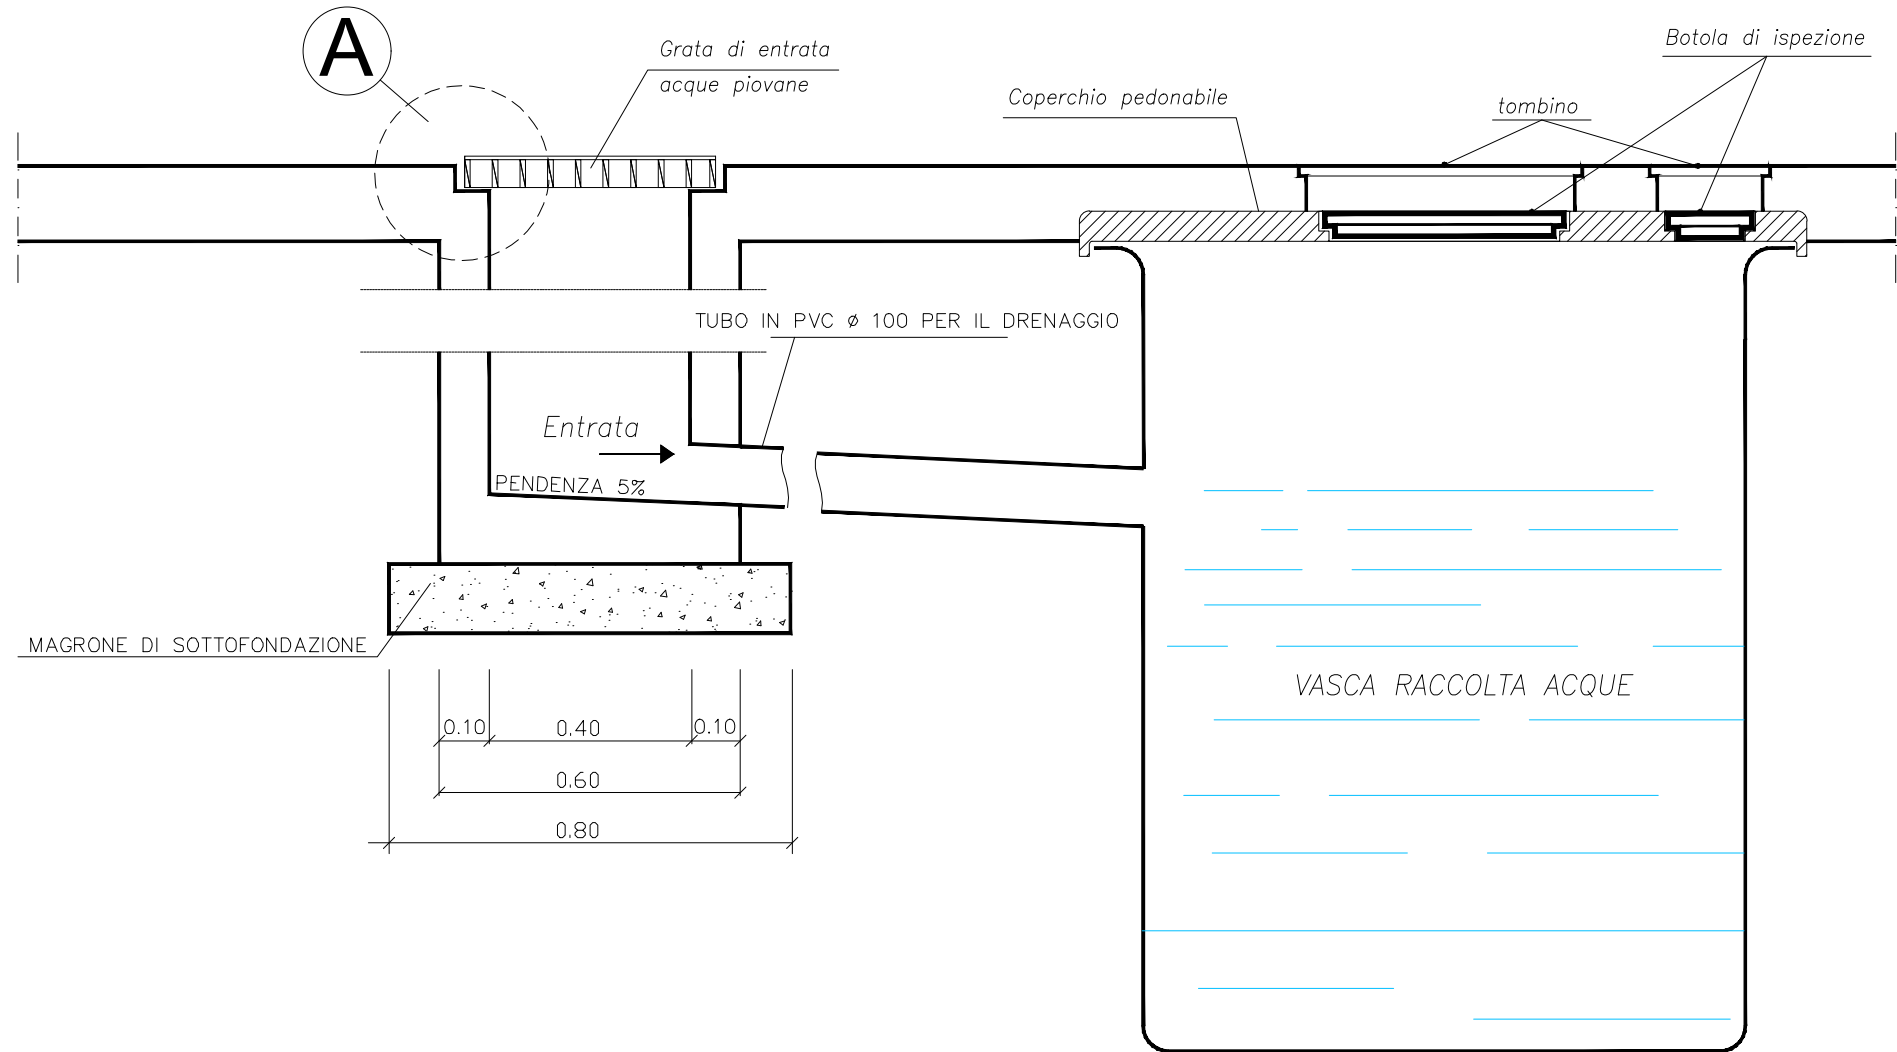 A
Grata di entrata
acque piovane
Coperchio pedonabile
tombino
Botola di ispezione
TUBO IN PVC ø 100 PER IL DRENAGGIO
Entrata
PENDENZA 5%
MAGRONE DI SOTTOFONDAZIONE
VASCA RACCOLTA ACQUE
0.10 0.40 0.10
0.60
0.80